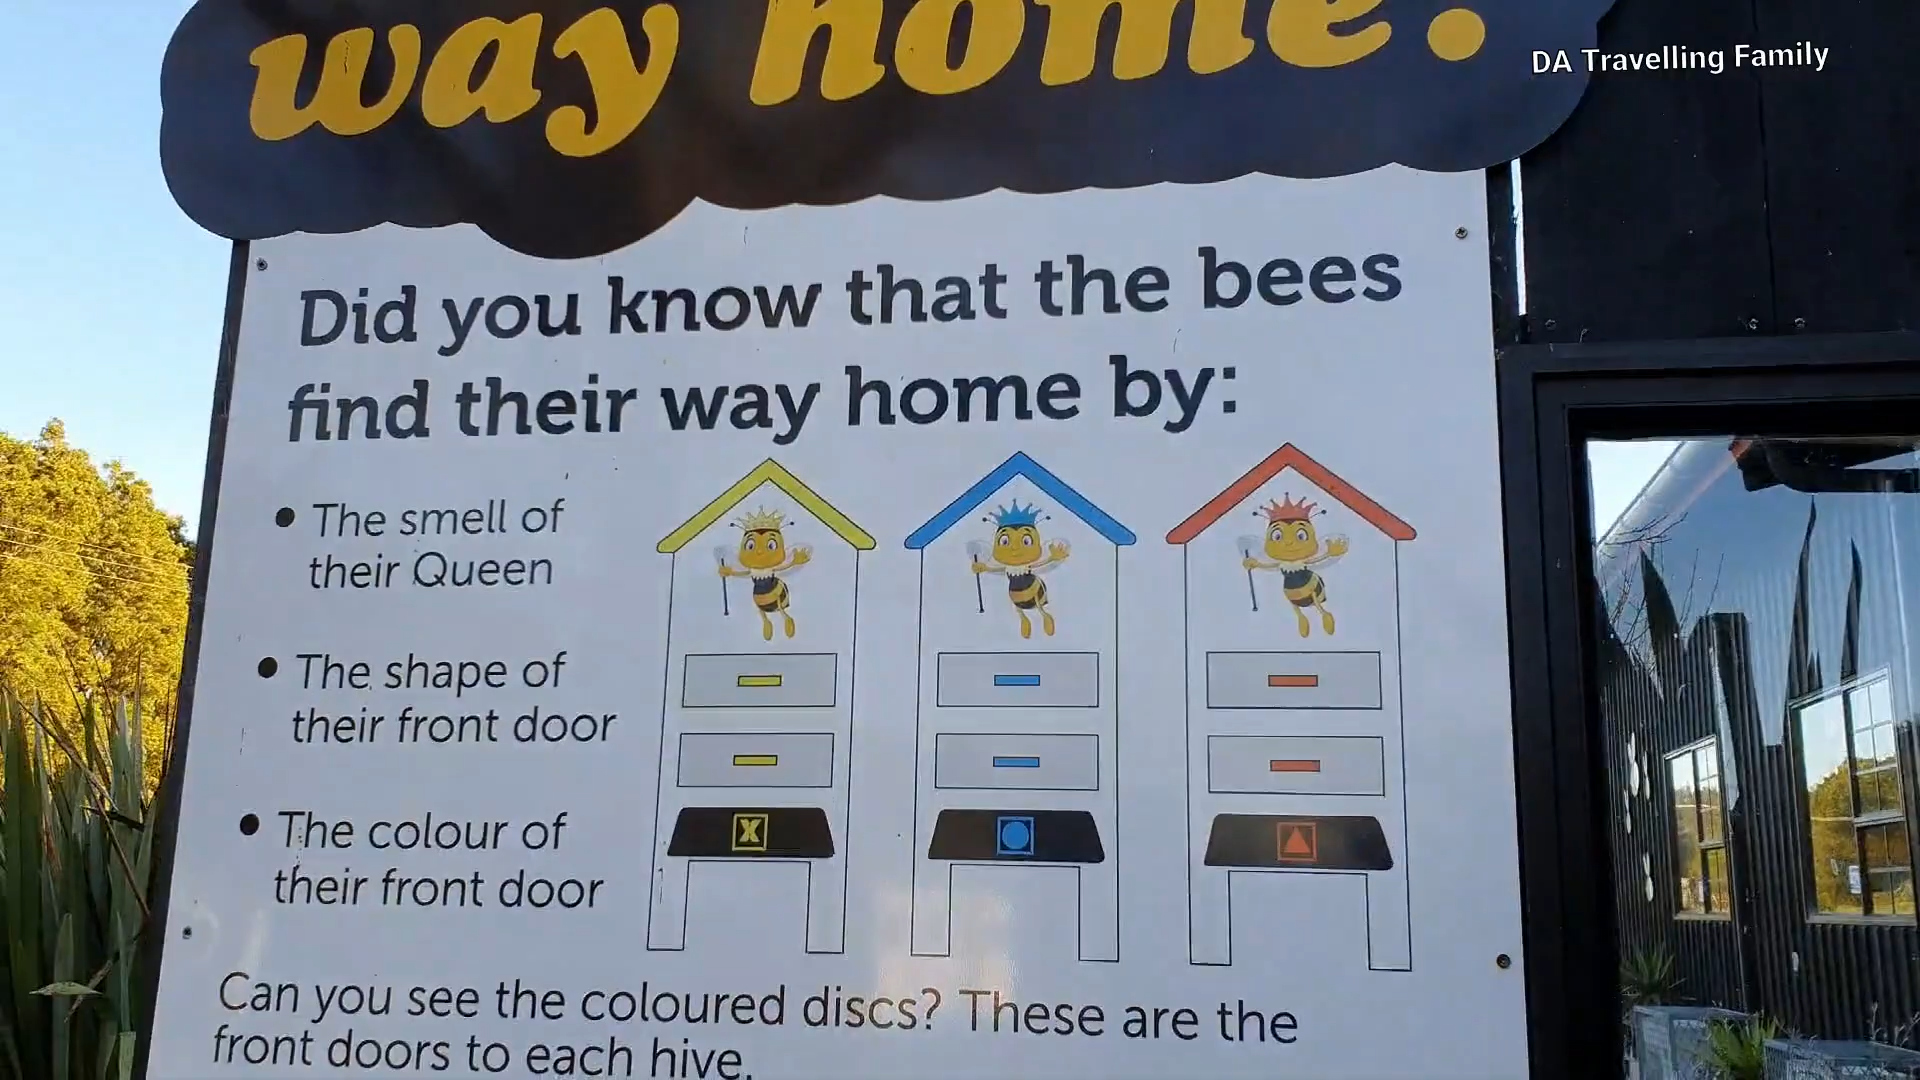 way home!
DA Travelling Family
Did you know that the bees
find their way home by:
• The smell of
their Queen
• The shape of
their front door
• The colour of
their front door
X
Can you see the coloured discs? These are the
front doors to each hive.